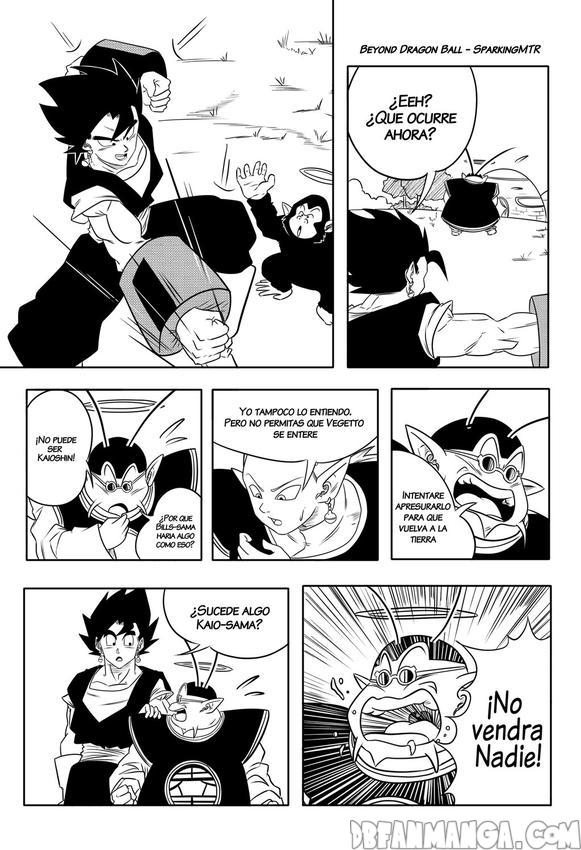 Beyond Dragon Ball - SparkingMTR
¿Eeh?
¿Que ocurre
ahora?
¡No puede
ser
Kaioshin!
¿Por que
Bills-sama
haria algo
como eso?
Yo tampoco lo entiendo.
Pero no permitas que Vegetto
se entere
Intentare
apresurarlo
para que
vuelva a la
tierra
¿Sucede algo
Kaio-sama?
¡No
vendra
Nadie!
DBFANMANGA.COM